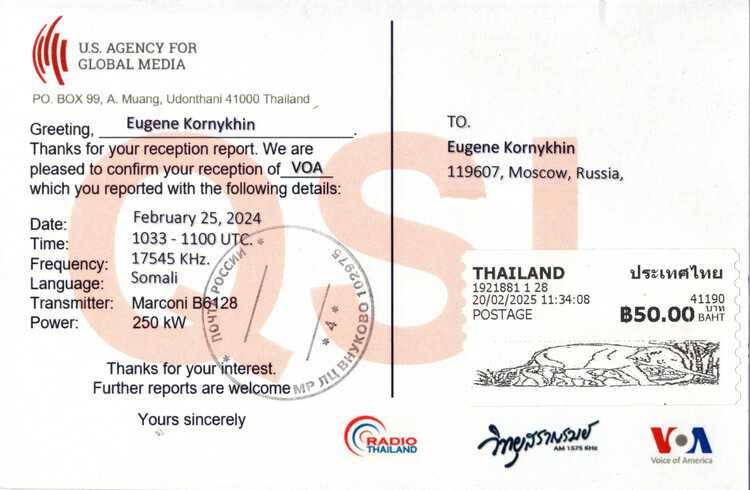 U.S. AGENCY FOR
GLOBAL MEDIA
PO. BOX 99, A. Muang, Udonthani 41000 Thailand
Greeting, Eugene Kornykhin.
Thanks for your reception report. We are
pleased to confirm your reception of VOA
which you reported with the following details:
Date: February 25, 2024
Time: 1033 - 1100 UTC.
Frequency: 17545 KHz.
Language: Somali
Transmitter: Marconi B6128
Power: 250 kW
Thanks for your interest.
Further reports are welcome
Yours sincerely
QSL
ПОЧТА РОССИИ
МР ЛЦ ВНУКОВО 102975
* 4 *
TO.
Eugene Kornykhin
119607, Moscow, Russia,
THAILAND ประเทศไทย
1921881 1 28 41190
20/02/2025 11:34:08
POSTAGE ฿50.00 บาท BAHT
RADIO
THAILAND
วิทยุสราญรมย์
AM 1575 KHz
VOA
Voice of America